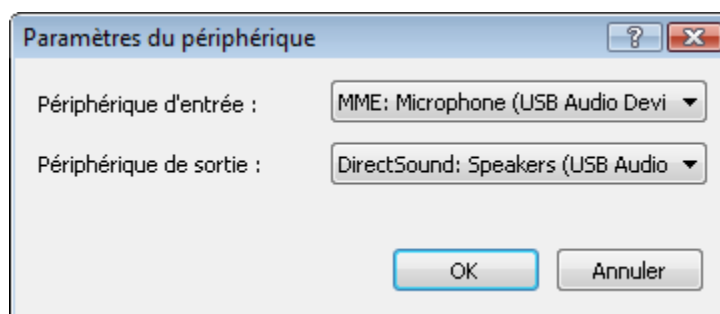 Paramètres du périphérique
Périphérique d'entrée : MME: Microphone (USB Audio Devi
Périphérique de sortie : DirectSound: Speakers (USB Audio
OK Annuler